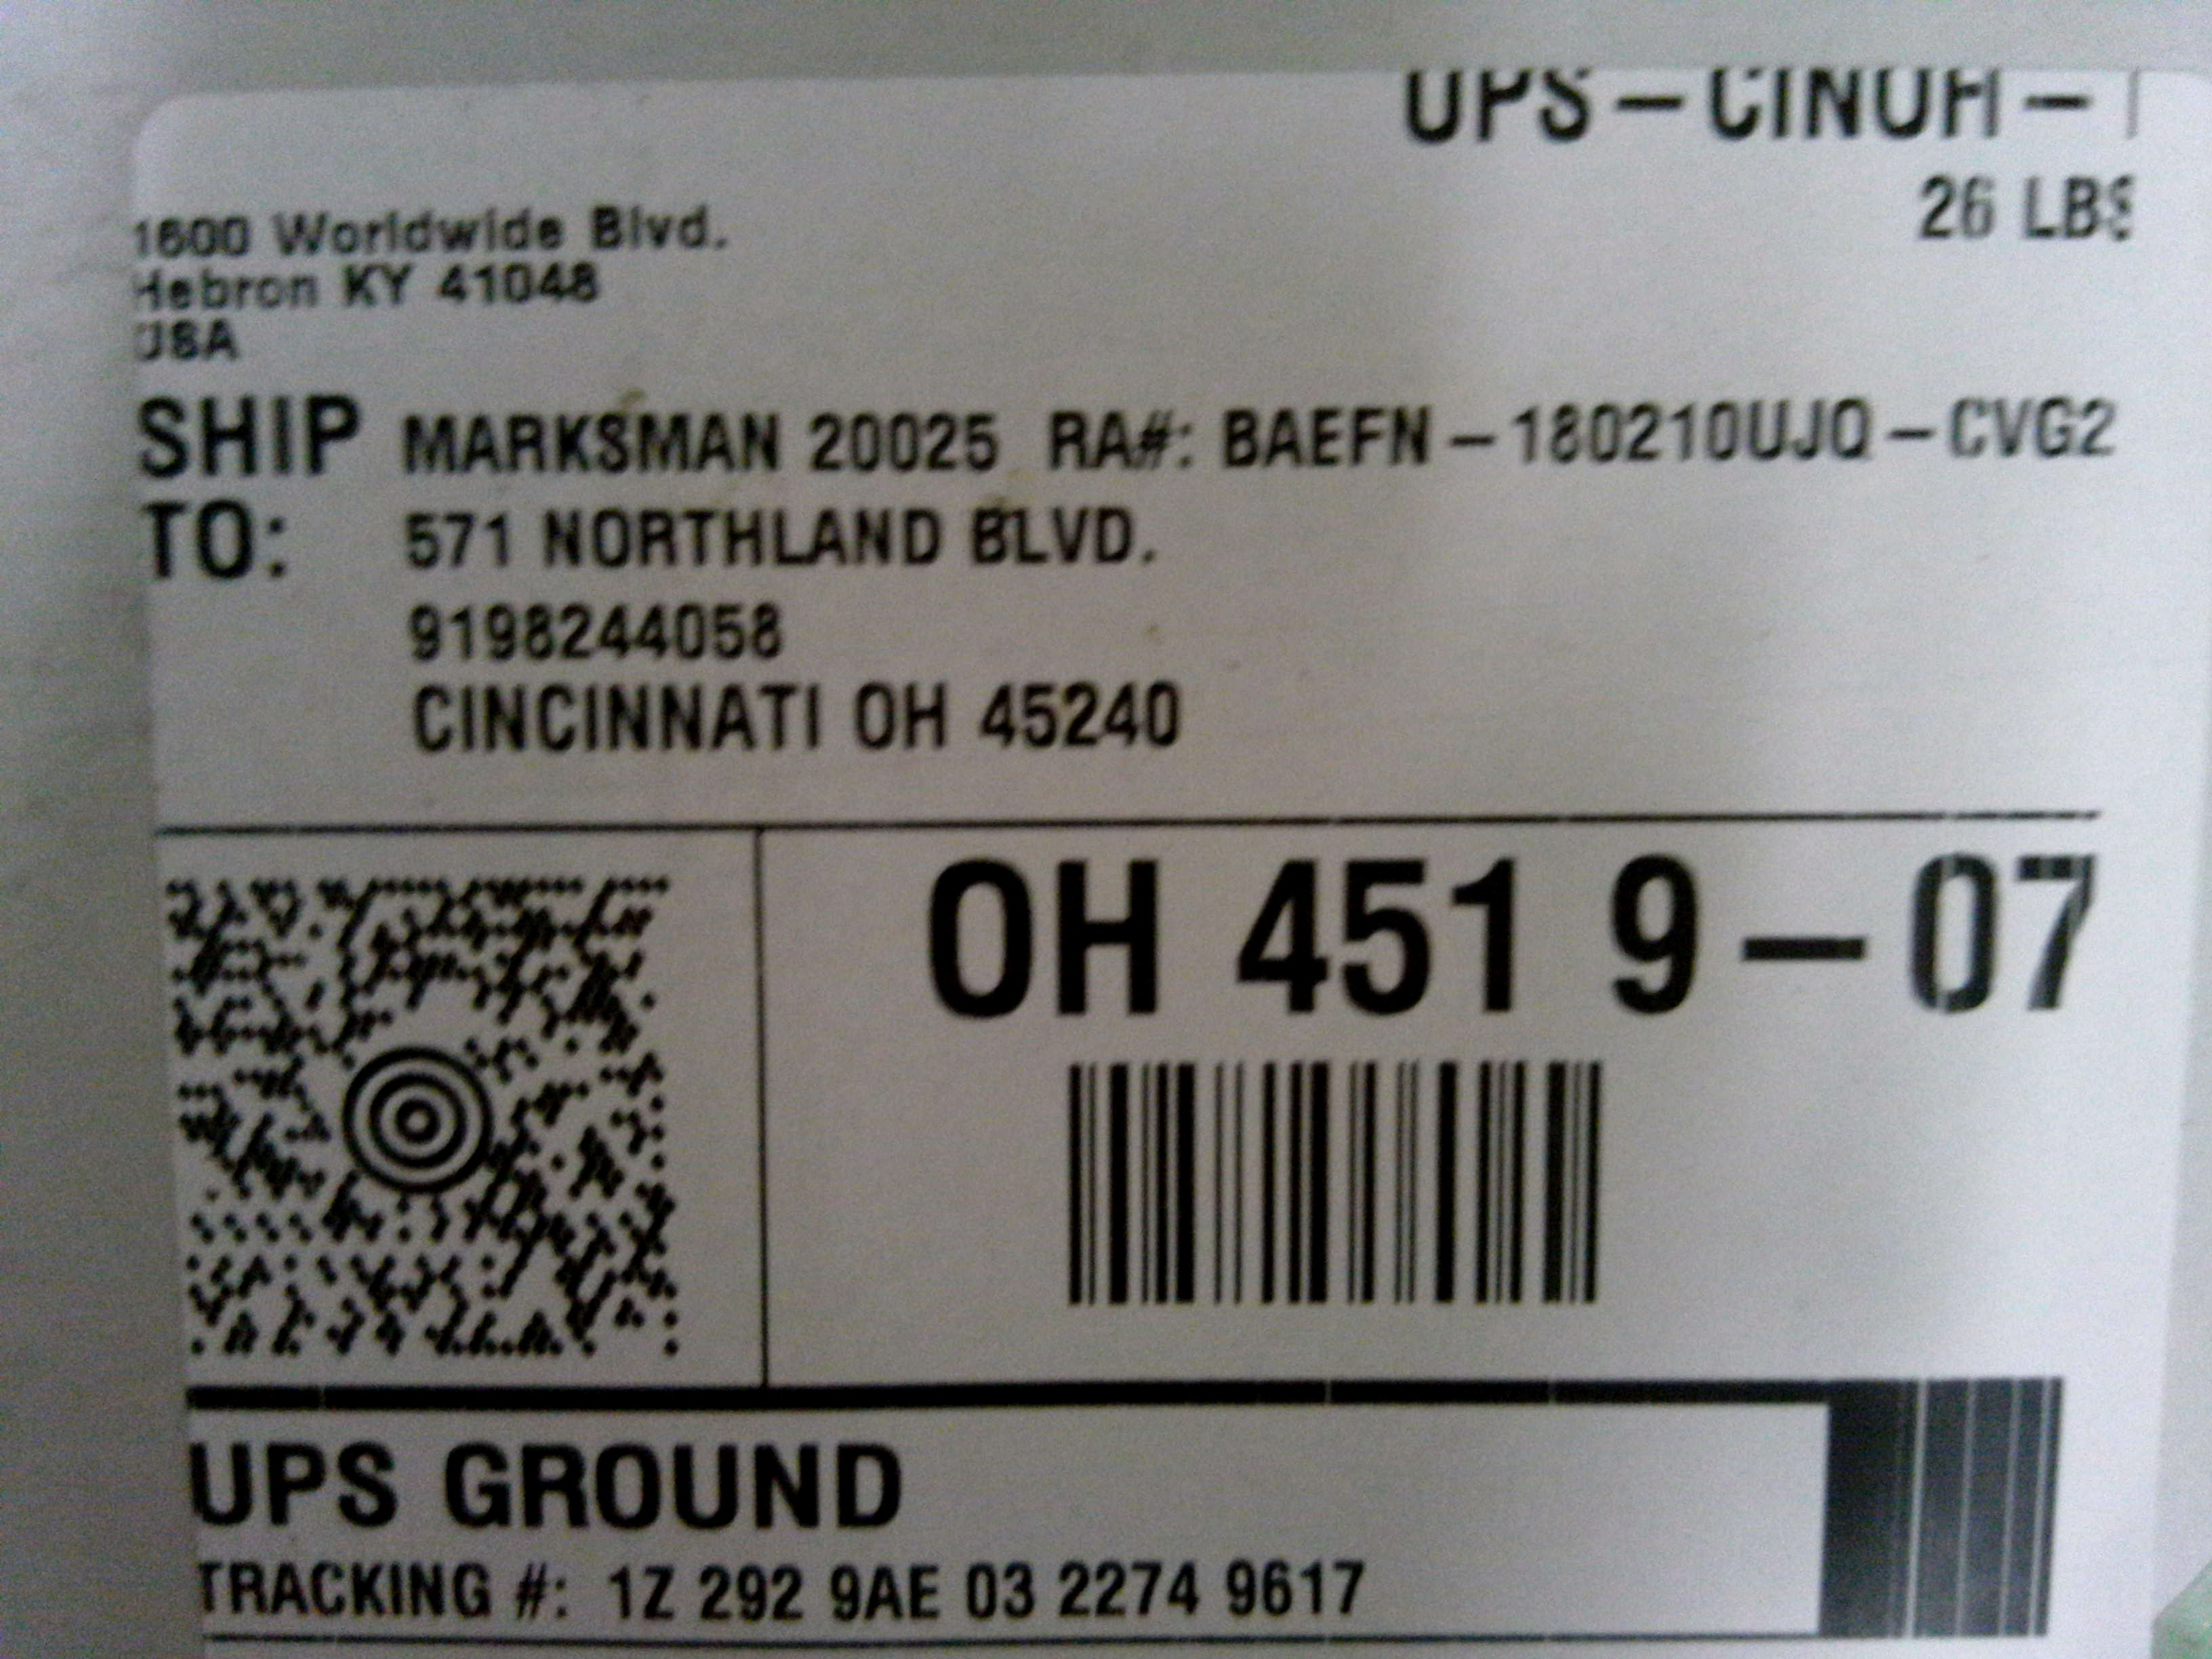 UPS - CINOH -
26 LBS
1600 Worldwide Blvd.
Hebron KY 41048
USA
SHIP TO:
MARKSMAN 20025 RA#: BAEFN - 180210UJQ - CVG2
571 NORTHLAND BLVD.
9198244058
CINCINNATI OH 45240
OH 451 9 - 07
UPS GROUND
TRACKING #: 1Z 292 9AE 03 2274 9617